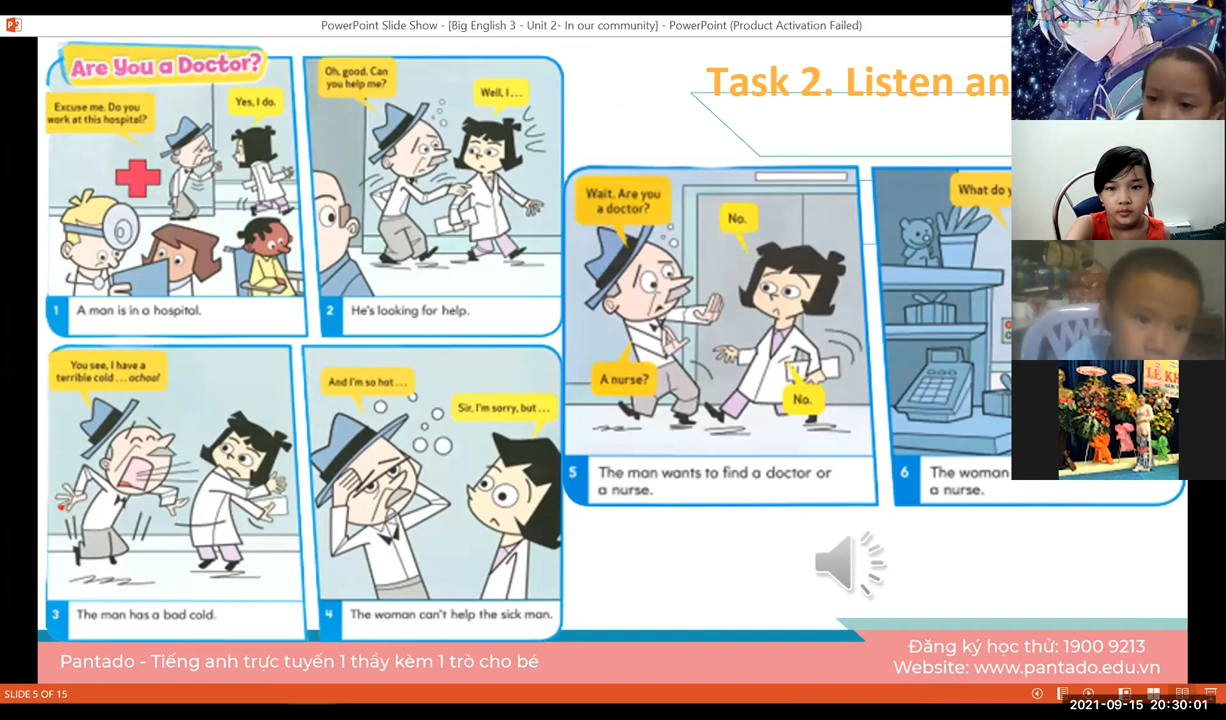 PowerPoint Slide Show - [Big English 3 - Unit 2- In our community] - PowerPoint (Product Activation Failed)
Are You a Doctor?
Task 2. Listen an
Excuse me. Do you
work at this hospital?
Yes, I do.
1 A man is in a hospital.
Oh, good. Can
you help me?
Well, I ...
2 He's looking for help.
You see, I have a
terrible cold ... ochoo!
3 The man has a bad cold.
And I'm so hot ...
Sir, I'm sorry, but ...
4 The woman can't help the sick man.
Wait. Are you
a doctor?
No.
A nurse?
No.
5 The man wants to find a doctor or
a nurse.
What do
6 The woman
a nurse.
LỄ
Pantado - Tiếng anh trực tuyến 1 thầy kèm 1 trò cho bé
Đăng ký học thử: 1900 9213
Website: www.pantado.edu.vn
SLIDE 5 OF 15
2021-09-15 20:30:01